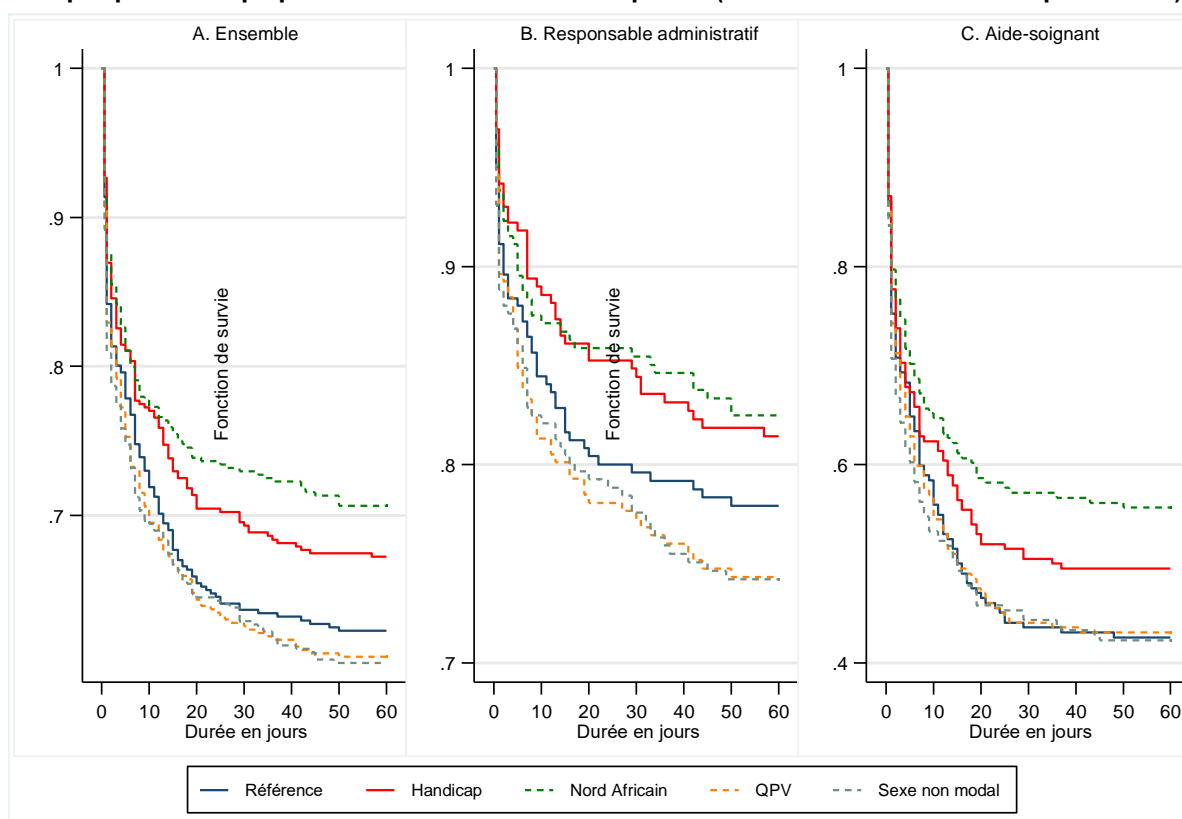 A. Ensemble
B. Responsable administratif
C. Aide-soignant
1
.9
.8
.7
Fonction de survie
0 10 20 30 40 50 60
Durée en jours
1
.9
.8
.7
Fonction de survie
0 10 20 30 40 50 60
Durée en jours
1
.8
.6
.4
0 10 20 30 40 50 60
Durée en jours
Référence Handicap Nord Africain QPV Sexe non modal